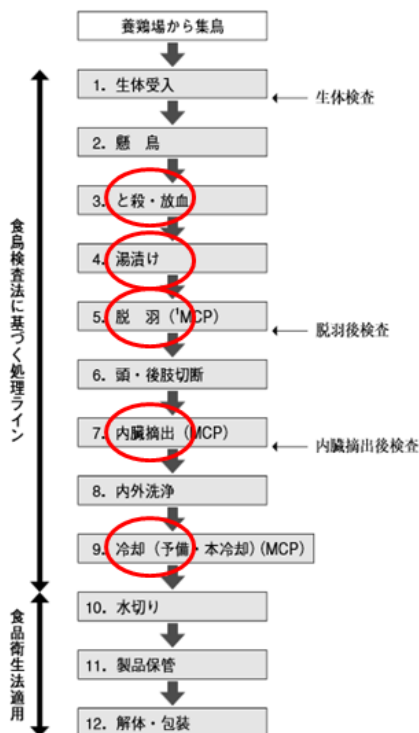 養鶏場から集鳥
1. 生体受入
生体検査
2. 懸 鳥
3. と殺・放血
4. 湯漬け
5. 脱 羽 (¹MCP)
脱羽後検査
6. 頭・後肢切断
7. 内臓摘出 (MCP)
内臓摘出後検査
8. 内外洗浄
9. 冷却 (予備・本冷却) (MCP)
10. 水切り
11. 製品保管
12. 解体・包装
食鳥検査法に基づく処理ライン
食品衛生法適用